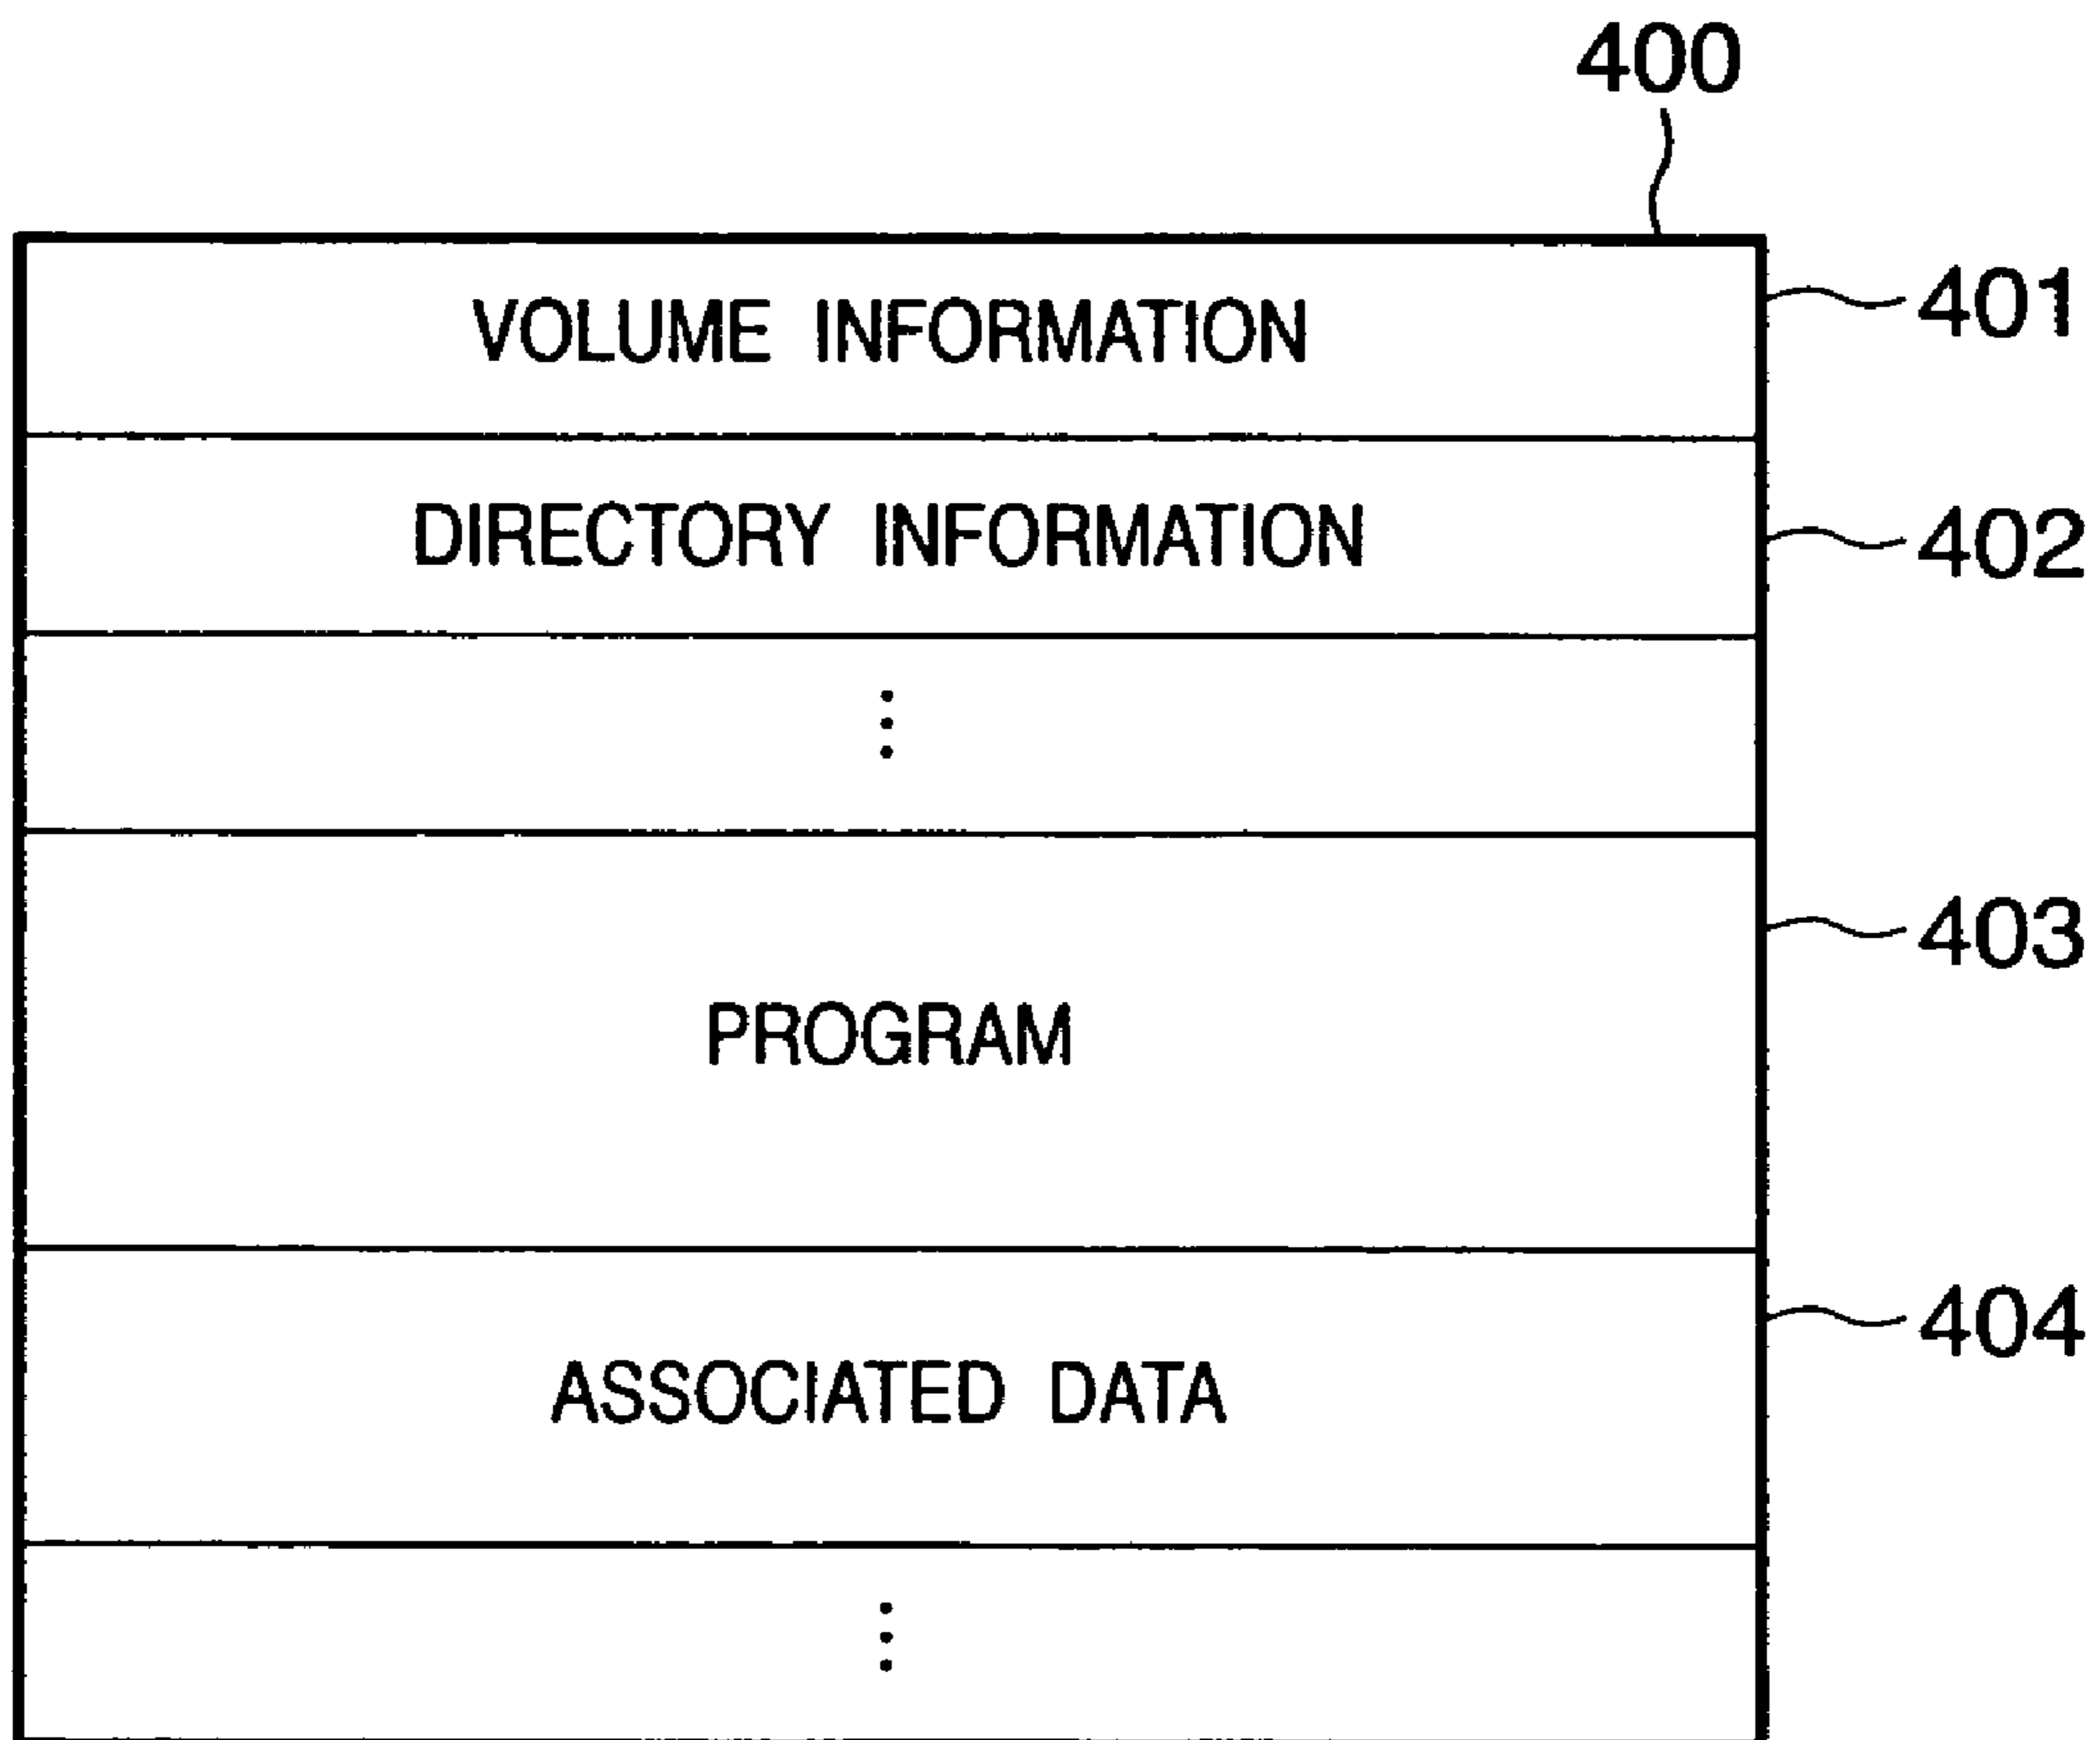 400
VOLUME INFORMATION 401
DIRECTORY INFORMATION 402
⋮
PROGRAM 403
ASSOCIATED DATA 404
⋮